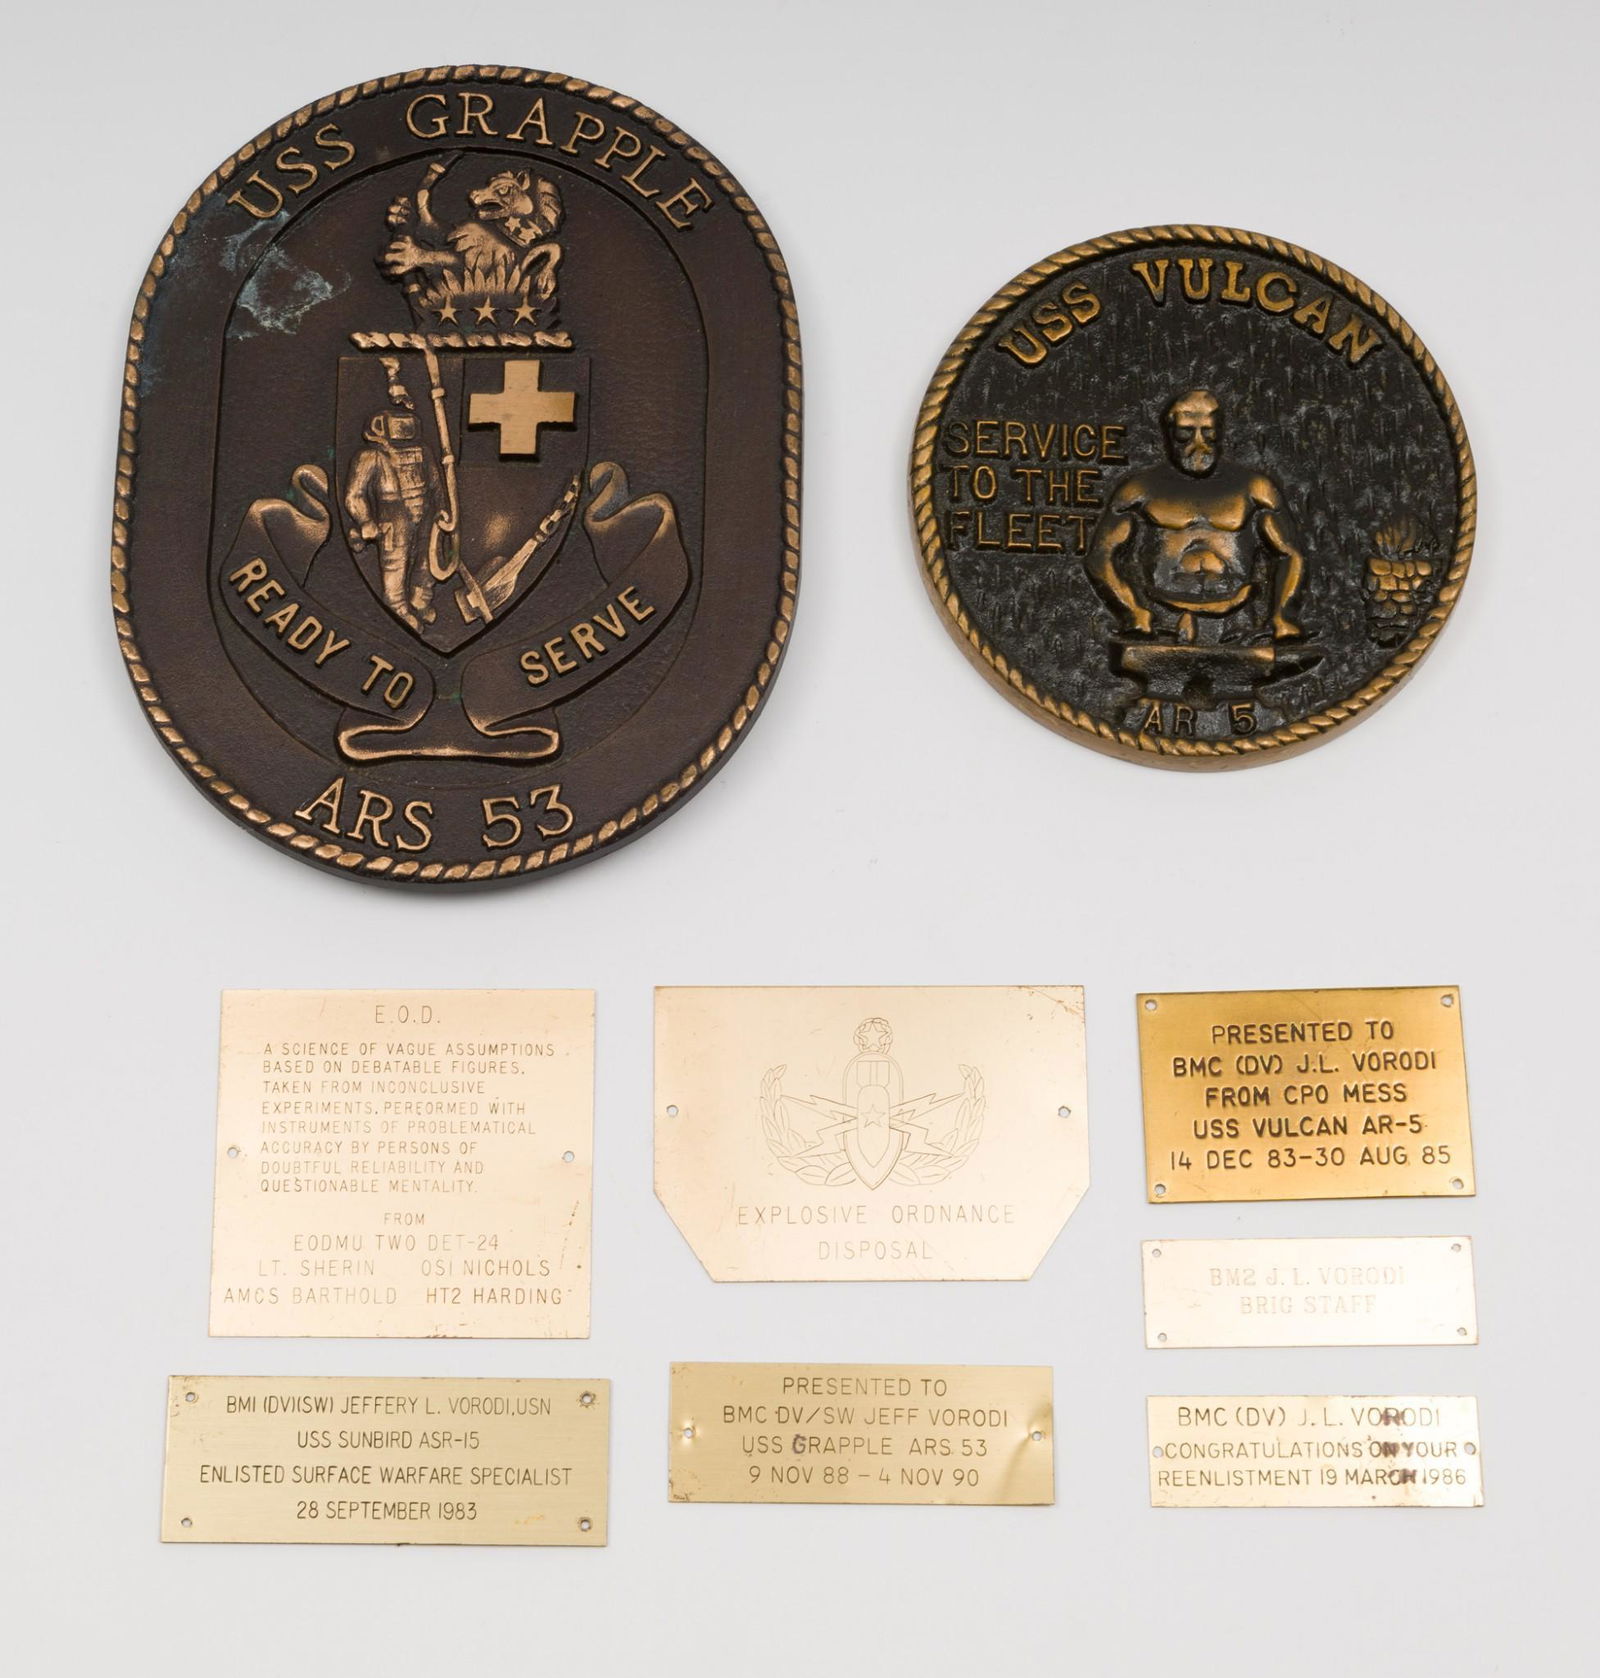 USS GRAPPLE
READY TO SERVE
ARS 53
USS VULCAN
SERVICE
TO THE
FLEET
AR 5
E.O.D.
A SCIENCE OF VAGUE ASSUMPTIONS
BASED ON DEBATABLE FIGURES,
TAKEN FROM INCONCLUSIVE
EXPERIMENTS, PERFORMED WITH
INSTRUMENTS OF PROBLEMATICAL
ACCURACY BY PERSONS OF
DOUBTFUL RELIABILITY AND
QUESTIONABLE MENTALITY.
FROM
EODMU TWO DET-24
LT. SHERIN OSI NICHOLS
AMCS BARTHOLD HT2 HARDING
EXPLOSIVE ORDNANCE
DISPOSAL
PRESENTED TO
BMC (DV) J.L. VORODI
FROM CPO MESS
USS VULCAN AR-5
14 DEC 83-30 AUG 85
BM2 J. L. VORODI
BRIG STAFF
BM1 (DV)(SW) JEFFERY L. VORODI, USN
USS SUNBIRD ASR-15
ENLISTED SURFACE WARFARE SPECIALIST
28 SEPTEMBER 1983
PRESENTED TO
BMC DV/SW JEFF VORODI
USS GRAPPLE ARS 53
9 NOV 88 - 4 NOV 90
BMC (DV) J. L. VORODI
CONGRATULATIONS ON YOUR
REENLISTMENT 19 MARCH 1986